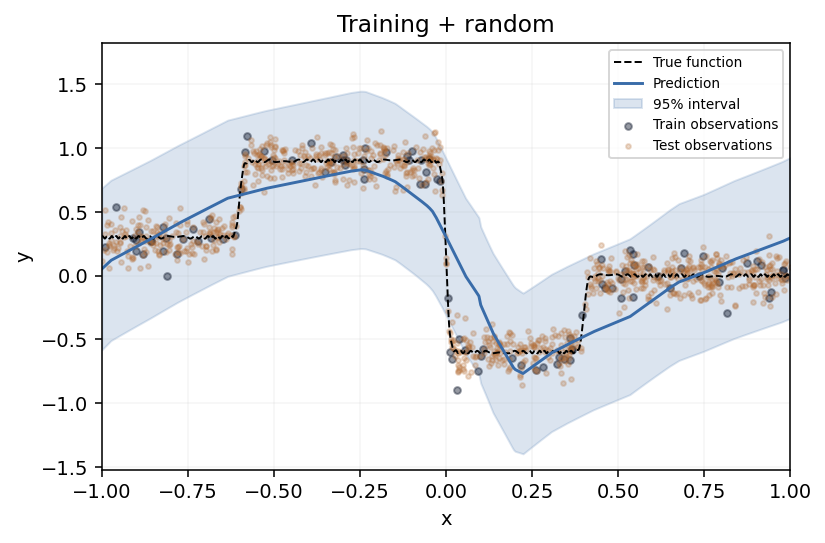 Training + random
True function
Prediction
95% interval
Train observations
Test observations
y
1.5
1.0
0.5
0.0
−0.5
−1.0
−1.5
−1.00 −0.75 −0.50 −0.25 0.00 0.25 0.50 0.75 1.00
x